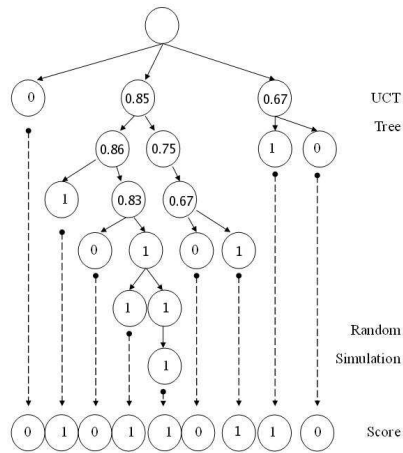 0 0.85 0.67 UCT
Tree
0.86 0.75 1 0
1 0.83 0.67
0 1 0 1
1 1
Random
Simulation
1
0 1 0 1 1 0 1 1 0 Score